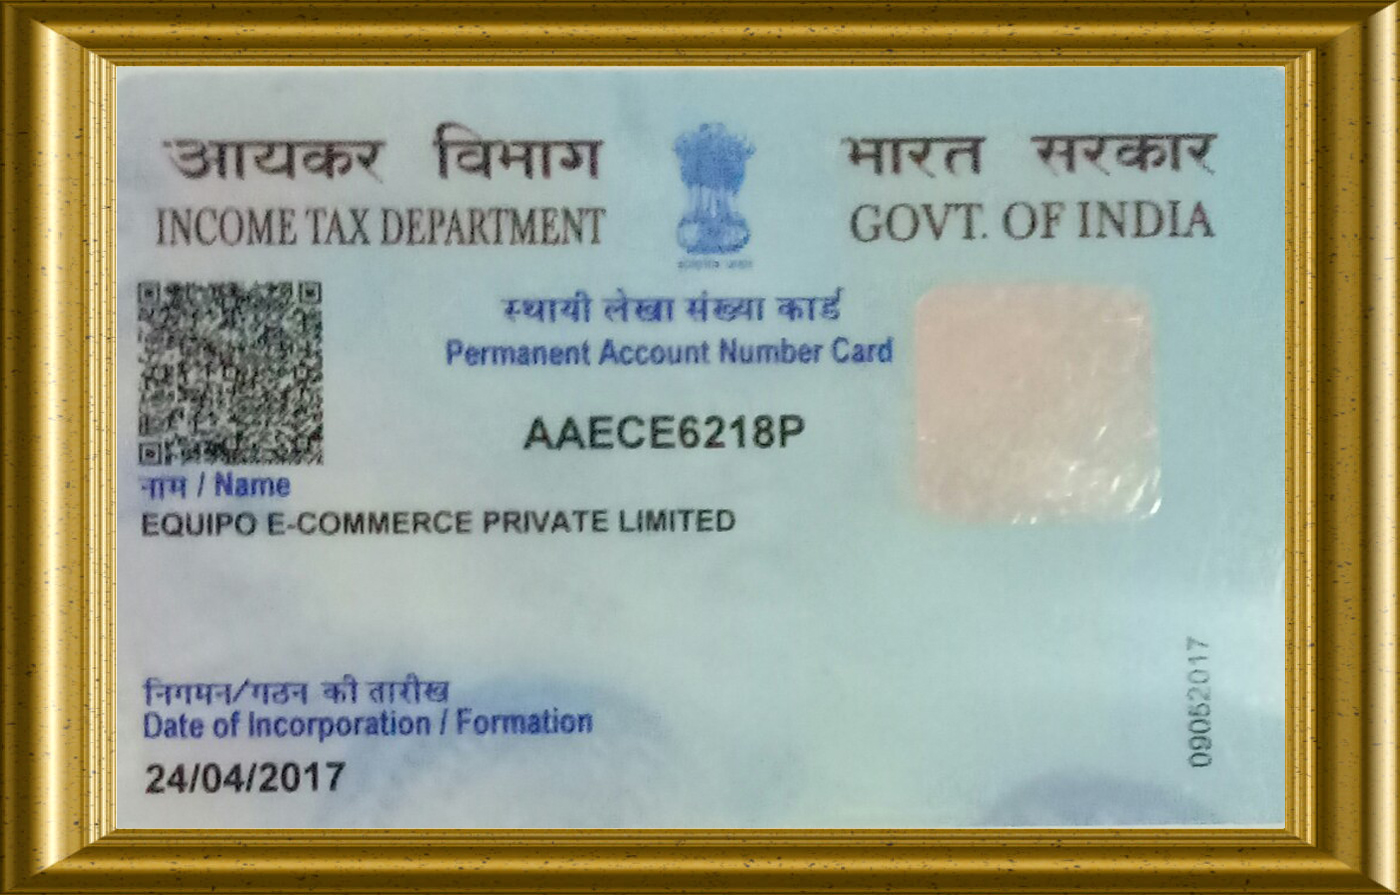 आयकर विभाग
INCOME TAX DEPARTMENT
भारत सरकार
GOVT. OF INDIA
स्थायी लेखा संख्या कार्ड
Permanent Account Number Card
AAECE6218P
नाम / Name
EQUIPO E-COMMERCE PRIVATE LIMITED
निगमन/गठन की तारीख
Date of Incorporation / Formation
24/04/2017
09052017